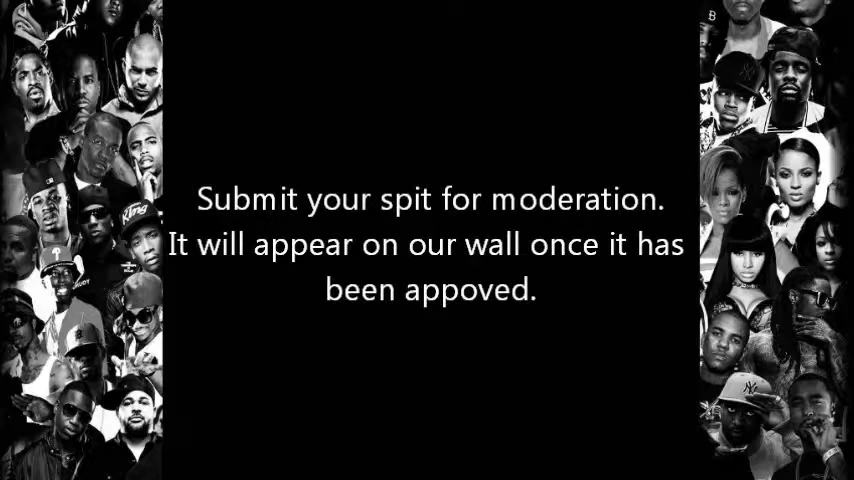 Submit your spit for moderation.
It will appear on our wall once it has
been appoved.